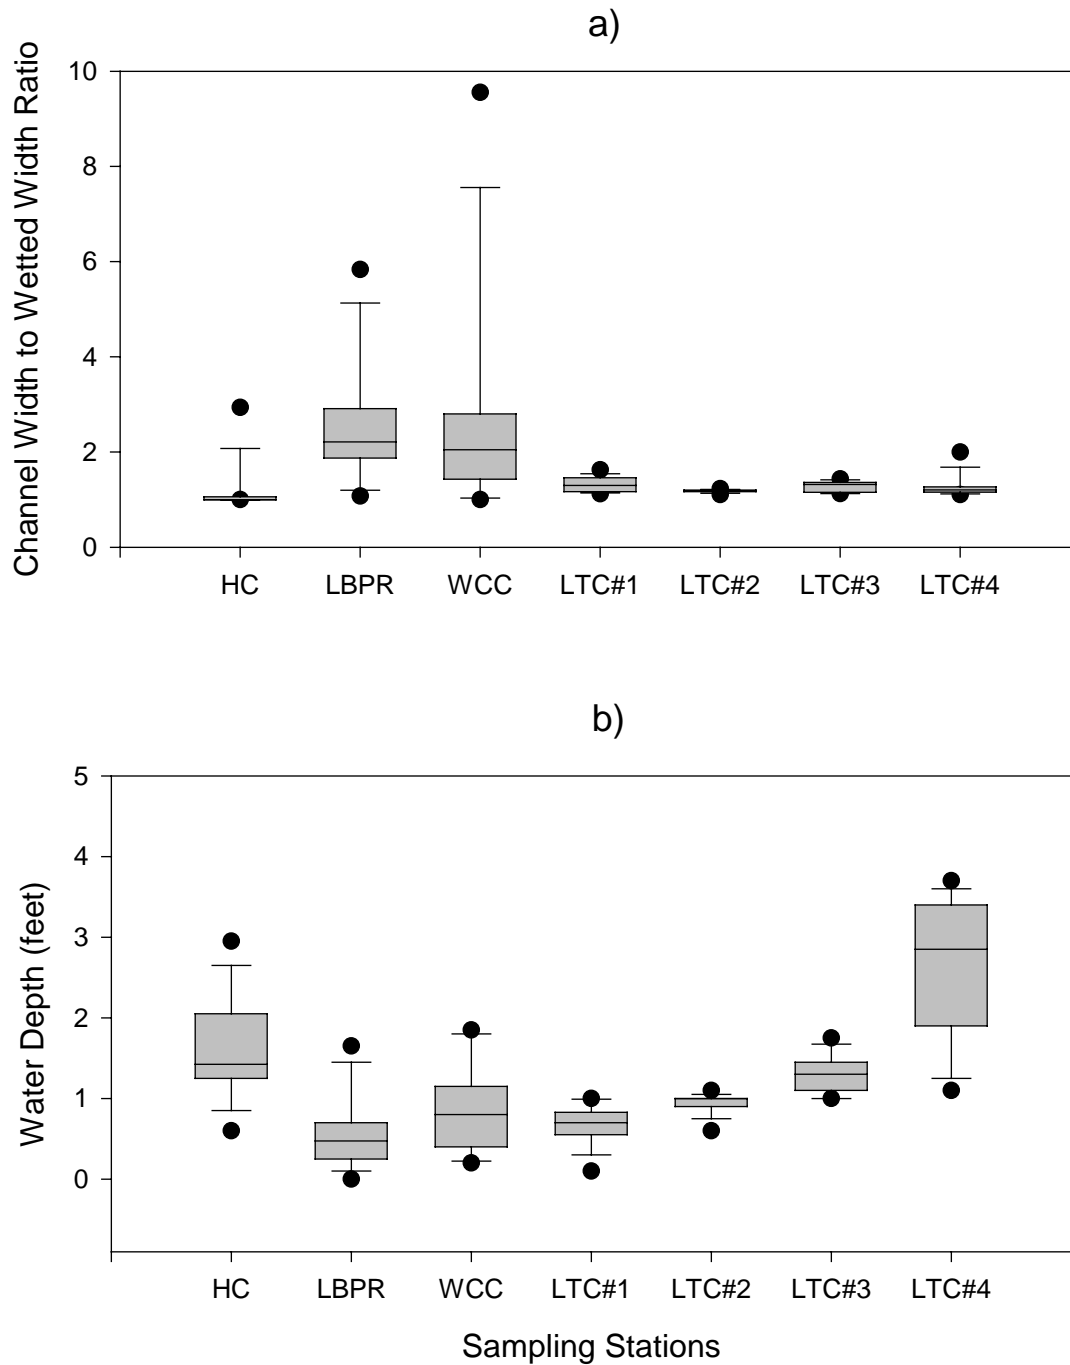 a)
Channel Width to Wetted Width Ratio
10
8
6
4
2
0
HC LBPR WCC LTC#1 LTC#2 LTC#3 LTC#4
b)
Water Depth (feet)
5
4
3
2
1
0
HC LBPR WCC LTC#1 LTC#2 LTC#3 LTC#4
Sampling Stations